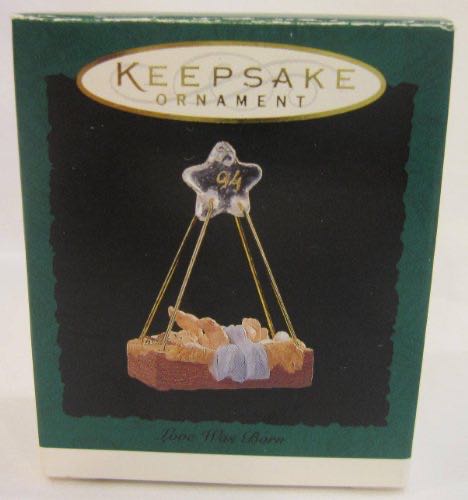 KEEPSAKE
ORNAMENT
94
Love Was Born